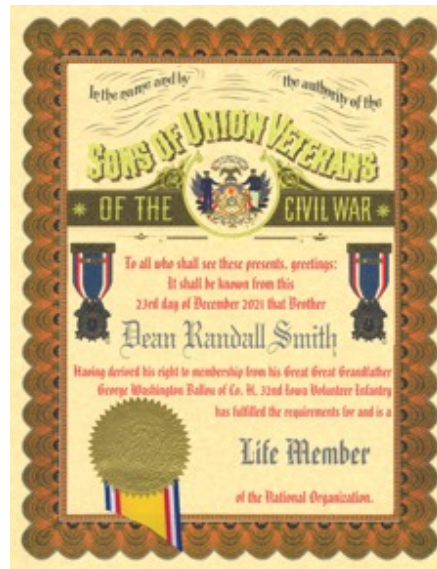 In the name and by the authority of the
SONS OF UNION VETERANS
OF THE CIVIL WAR
To all who shall see these presents, greetings:
It shall be known from this
23rd day of December 2021 that Brother
Dean Randall Smith
Having derived his right to membership from his Great Great Grandfather
George Washington Ballou of Co. H, 32nd Iowa Volunteer Infantry
has fulfilled the requirements for and is a
Life Member
of the National Organization.